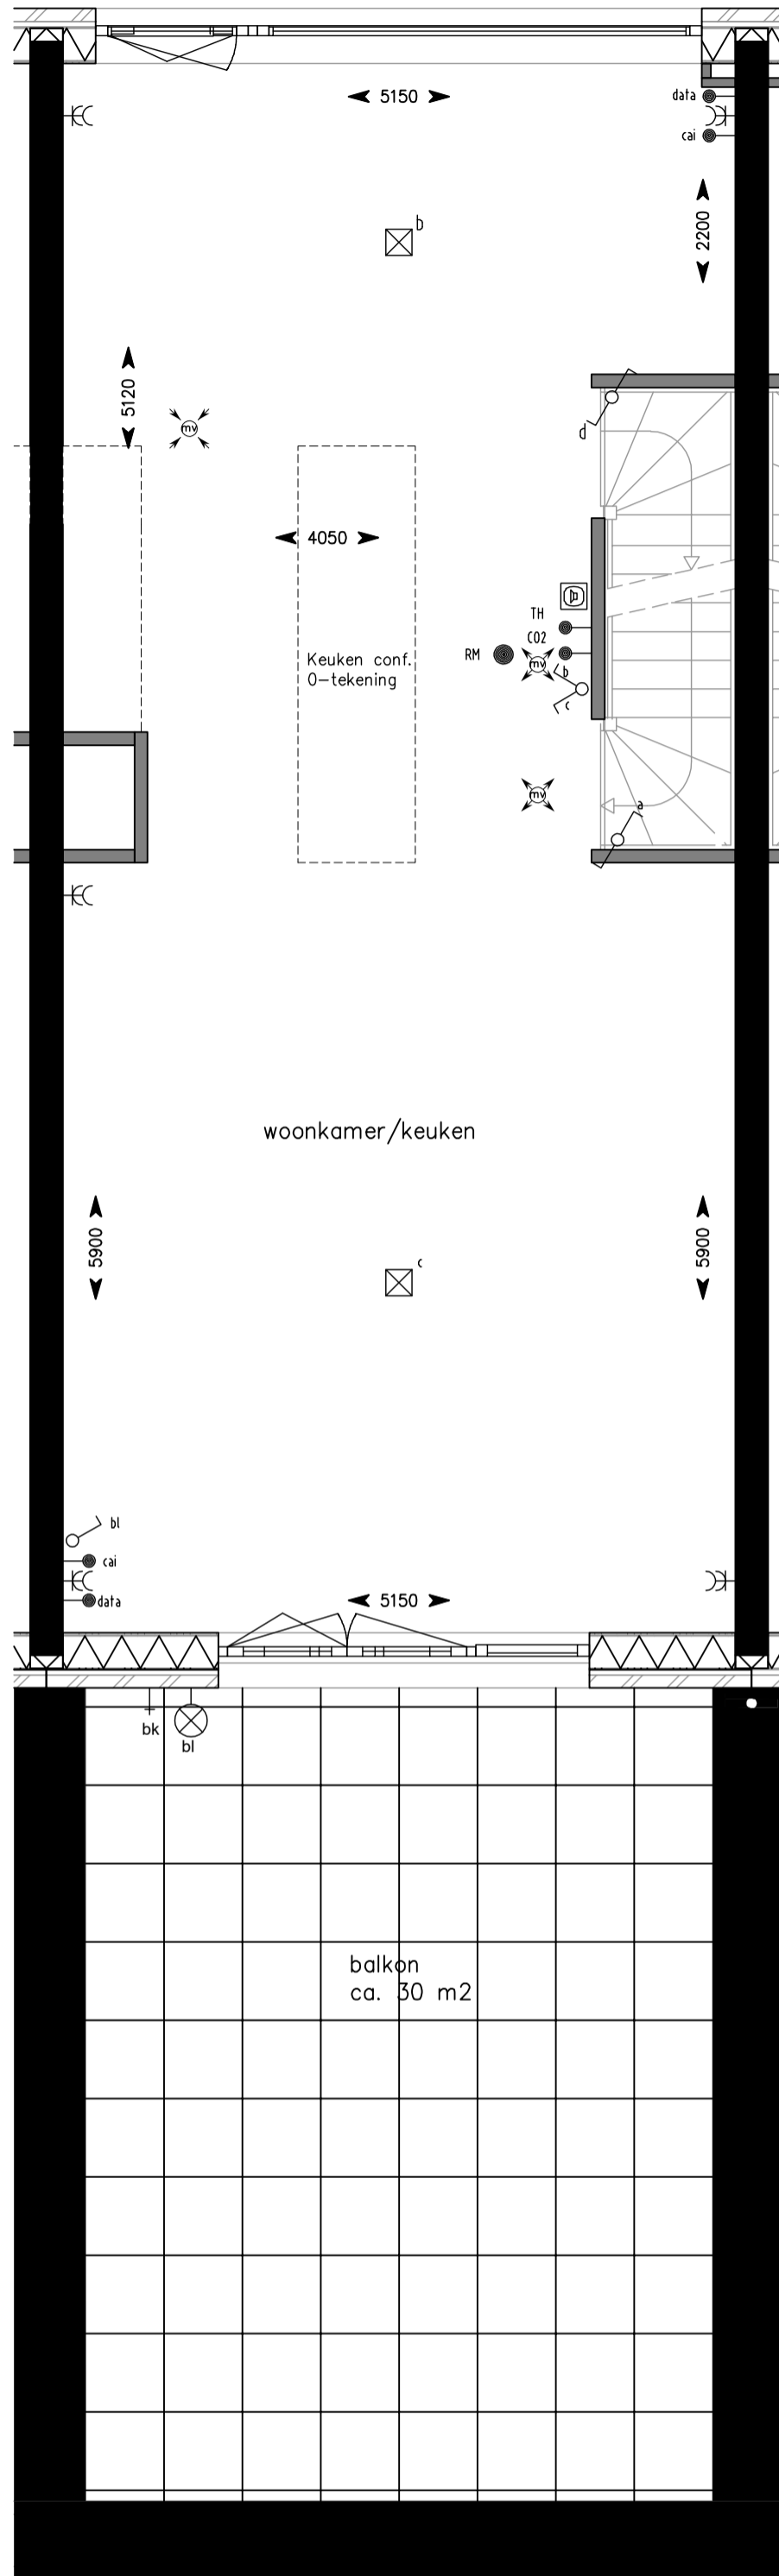 5150
data
cai
b
2200
5120
mv
d
4050
TH
CO2
RM
mv
b
c
Keuken conf.
0-tekening
mv
a
woonkamer/keuken
5900
5900
c
bl
cai
data
5150
bk
bl
balkon
ca. 30 m2